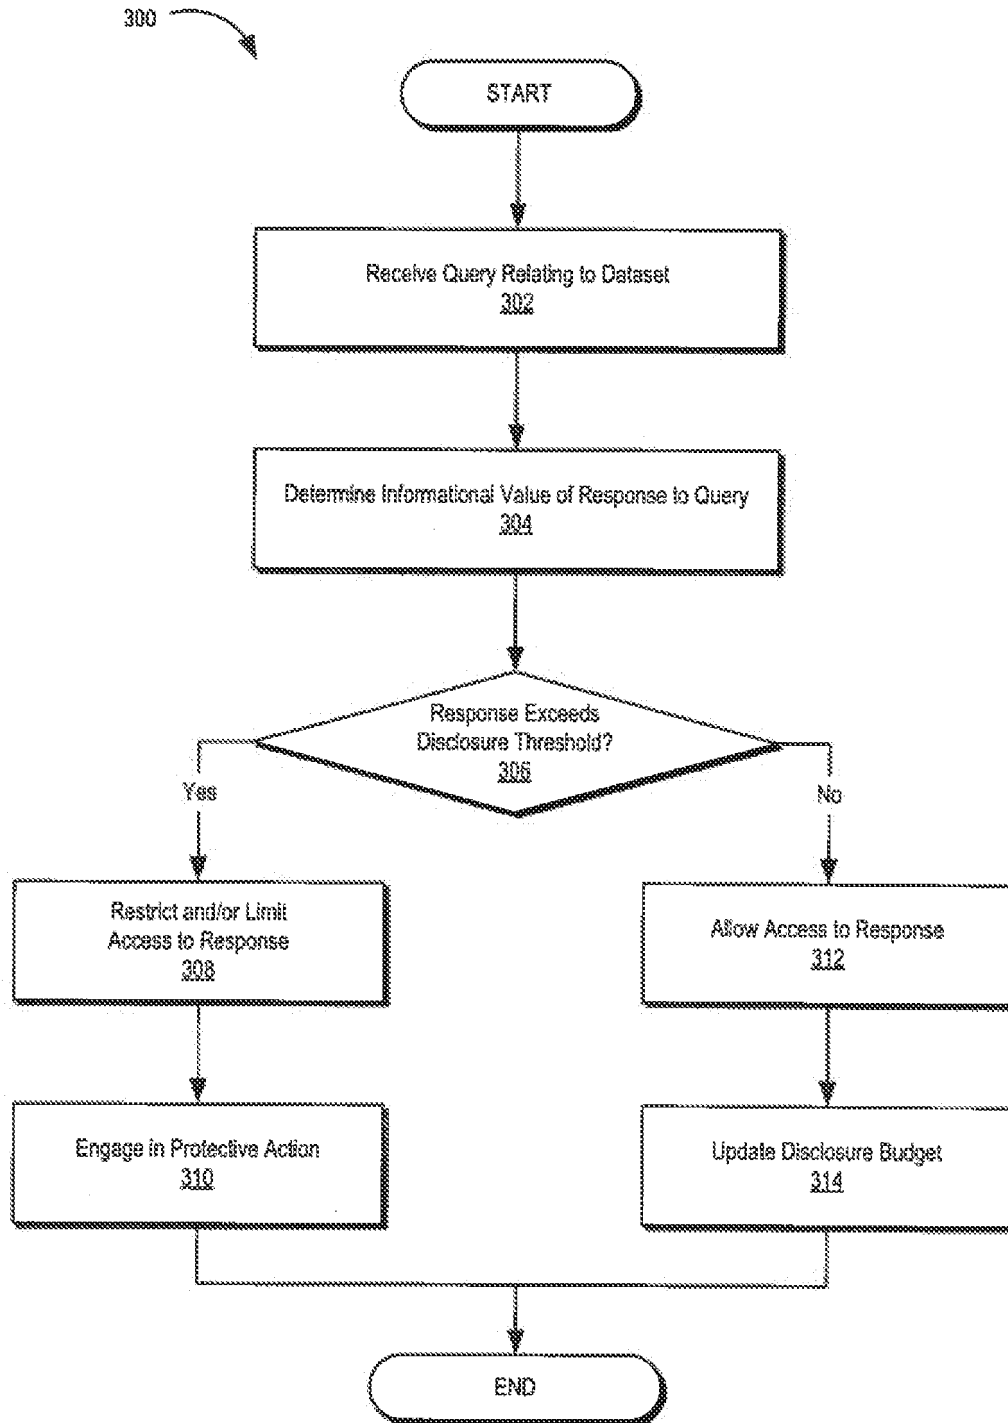 300
START
Receive Query Relating to Dataset
302
Determine Informational Value of Response to Query
304
Response Exceeds
Disclosure Threshold?
306
Yes
No
Restrict and/or Limit
Access to Response
308
Allow Access to Response
312
Engage in Protective Action
310
Update Disclosure Budget
314
END